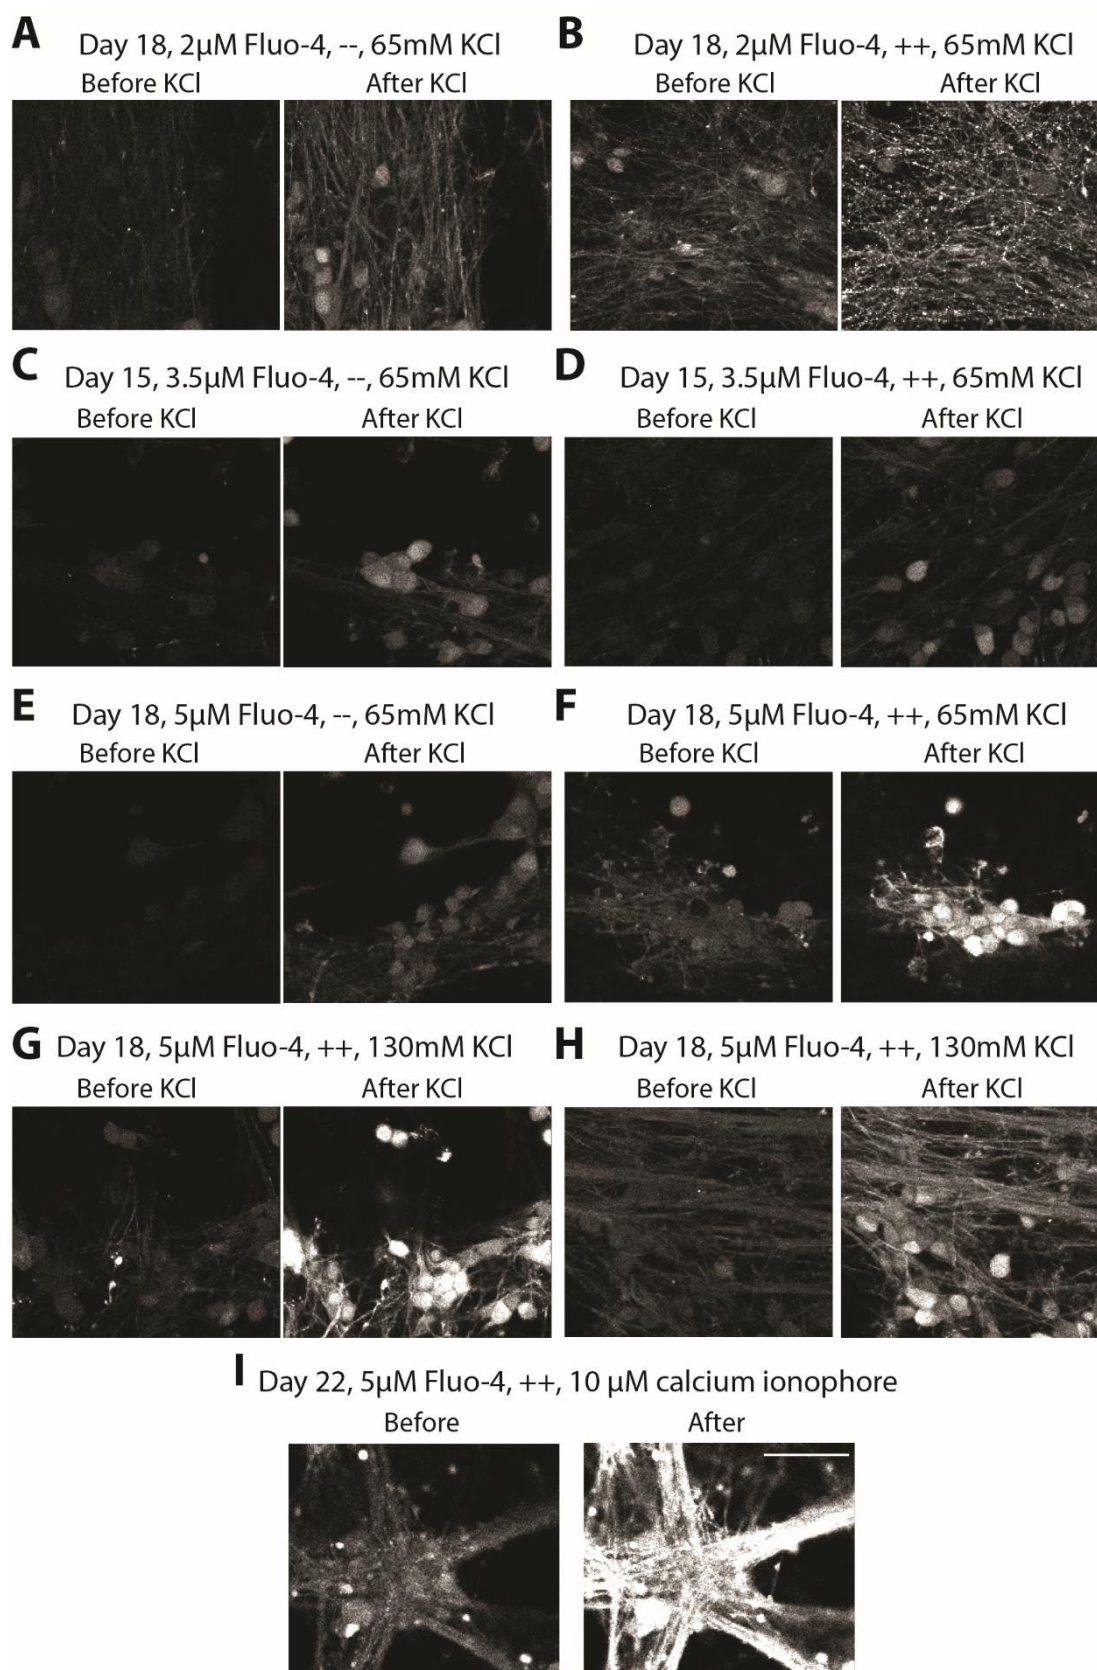 A Day 18, 2µM Fluo-4, --, 65mM KCl
Before KCl After KCl
B Day 18, 2µM Fluo-4, ++, 65mM KCl
Before KCl After KCl
C Day 15, 3.5µM Fluo-4, --, 65mM KCl
Before KCl After KCl
D Day 15, 3.5µM Fluo-4, ++, 65mM KCl
Before KCl After KCl
E Day 18, 5µM Fluo-4, --, 65mM KCl
Before KCl After KCl
F Day 18, 5µM Fluo-4, ++, 65mM KCl
Before KCl After KCl
G Day 18, 5µM Fluo-4, ++, 130mM KCl
Before KCl After KCl
H Day 18, 5µM Fluo-4, ++, 130mM KCl
Before KCl After KCl
I Day 22, 5µM Fluo-4, ++, 10 µM calcium ionophore
Before After